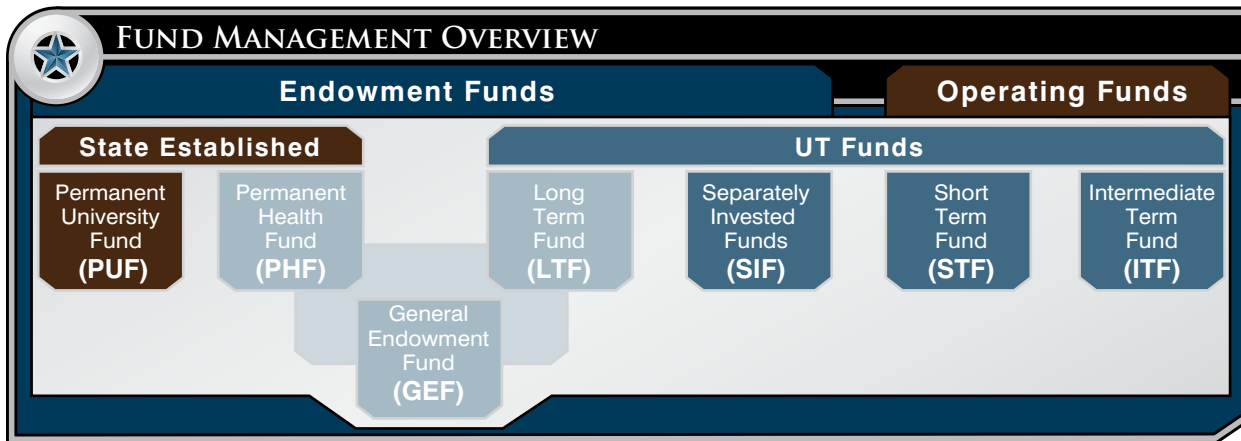 FUND MANAGEMENT OVERVIEW
Endowment Funds
Operating Funds
State Established
UT Funds
Permanent
University
Fund
(PUF)
Permanent
Health
Fund
(PHF)
Long
Term
Fund
(LTF)
Separately
Invested
Funds
(SIF)
Short
Term
Fund
(STF)
Intermediate
Term
Fund
(ITF)
General
Endowment
Fund
(GEF)